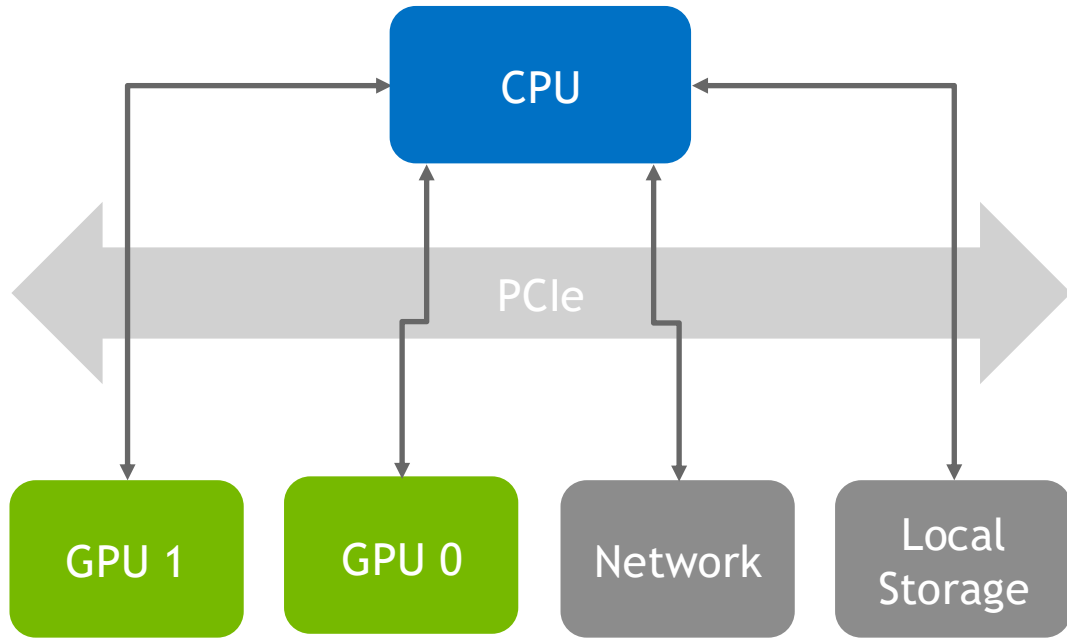 CPU
PCIe
GPU 1
GPU 0
Network
Local
Storage